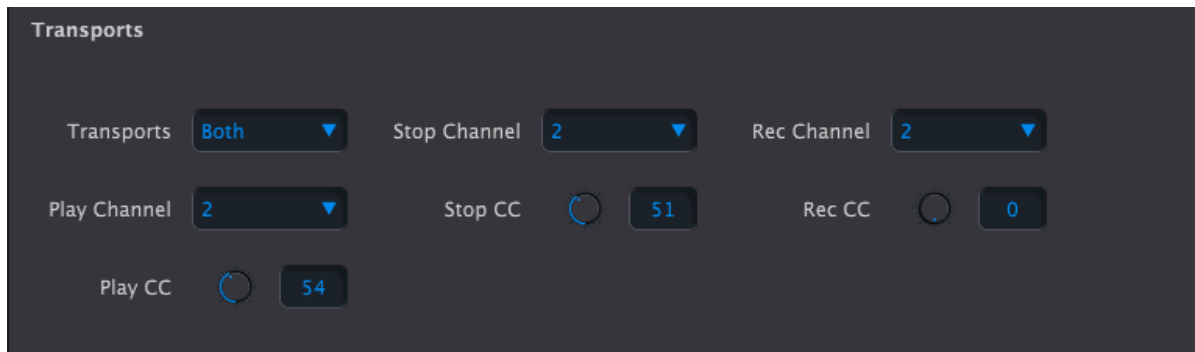 Transports
Transports Both Stop Channel 2 Rec Channel 2
Play Channel 2 Stop CC 51 Rec CC 0
Play CC 54